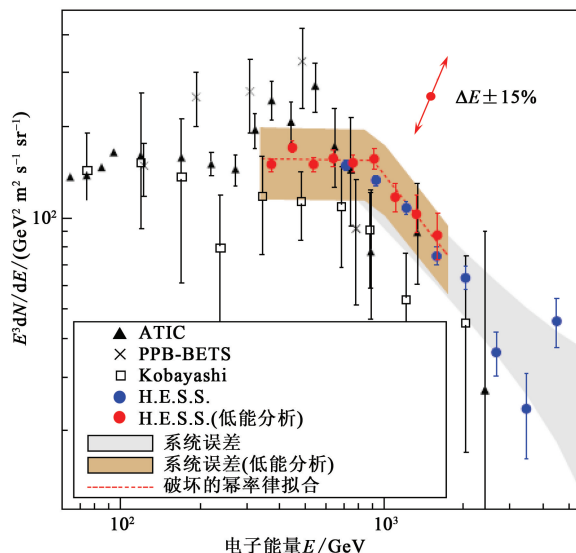 ΔE ± 15%
E³dN/dE/(GeV² m² s⁻¹ sr⁻¹)
10²
ATIC
PPB-BETS
Kobayashi
H.E.S.S.
H.E.S.S.(低能分析)
系统误差
系统误差(低能分析)
破坏的幂率律拟合
10²
10³
电子能量E/GeV